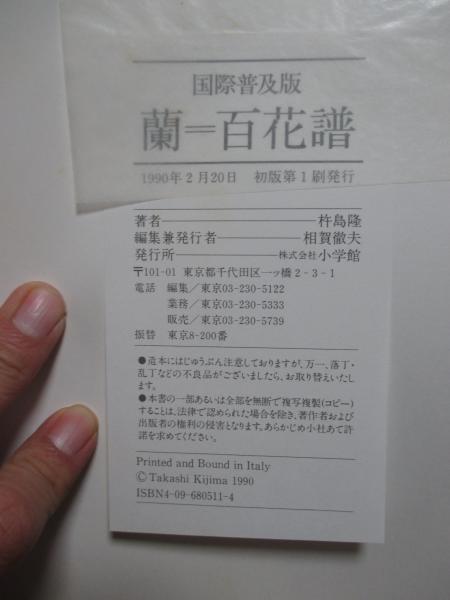 国際普及版
蘭=百花譜
1990年2月20日 初版第1刷発行
著者────────杵島隆
編集兼発行者────相賀徹夫
発行所────────株式会社 小学館
〒101-01 東京都千代田区一ツ橋2-3-1
電話 編集/東京03-230-5122
業務/東京03-230-5333
販売/東京03-230-5739
振替 東京8-200番
●造本にはじゅうぶん注意しておりますが、万一、落丁・
乱丁などの不良品がございましたら、お取り替えいたし
ます。
●本書の一部あるいは全部を無断で複写複製(コピー)
することは、法律で認められた場合を除き、著作者および
出版者の権利の侵害となります。あらかじめ小社あて許
諾を求めてください。
Printed and Bound in Italy
© Takashi Kijima 1990
ISBN4-09-680511-4